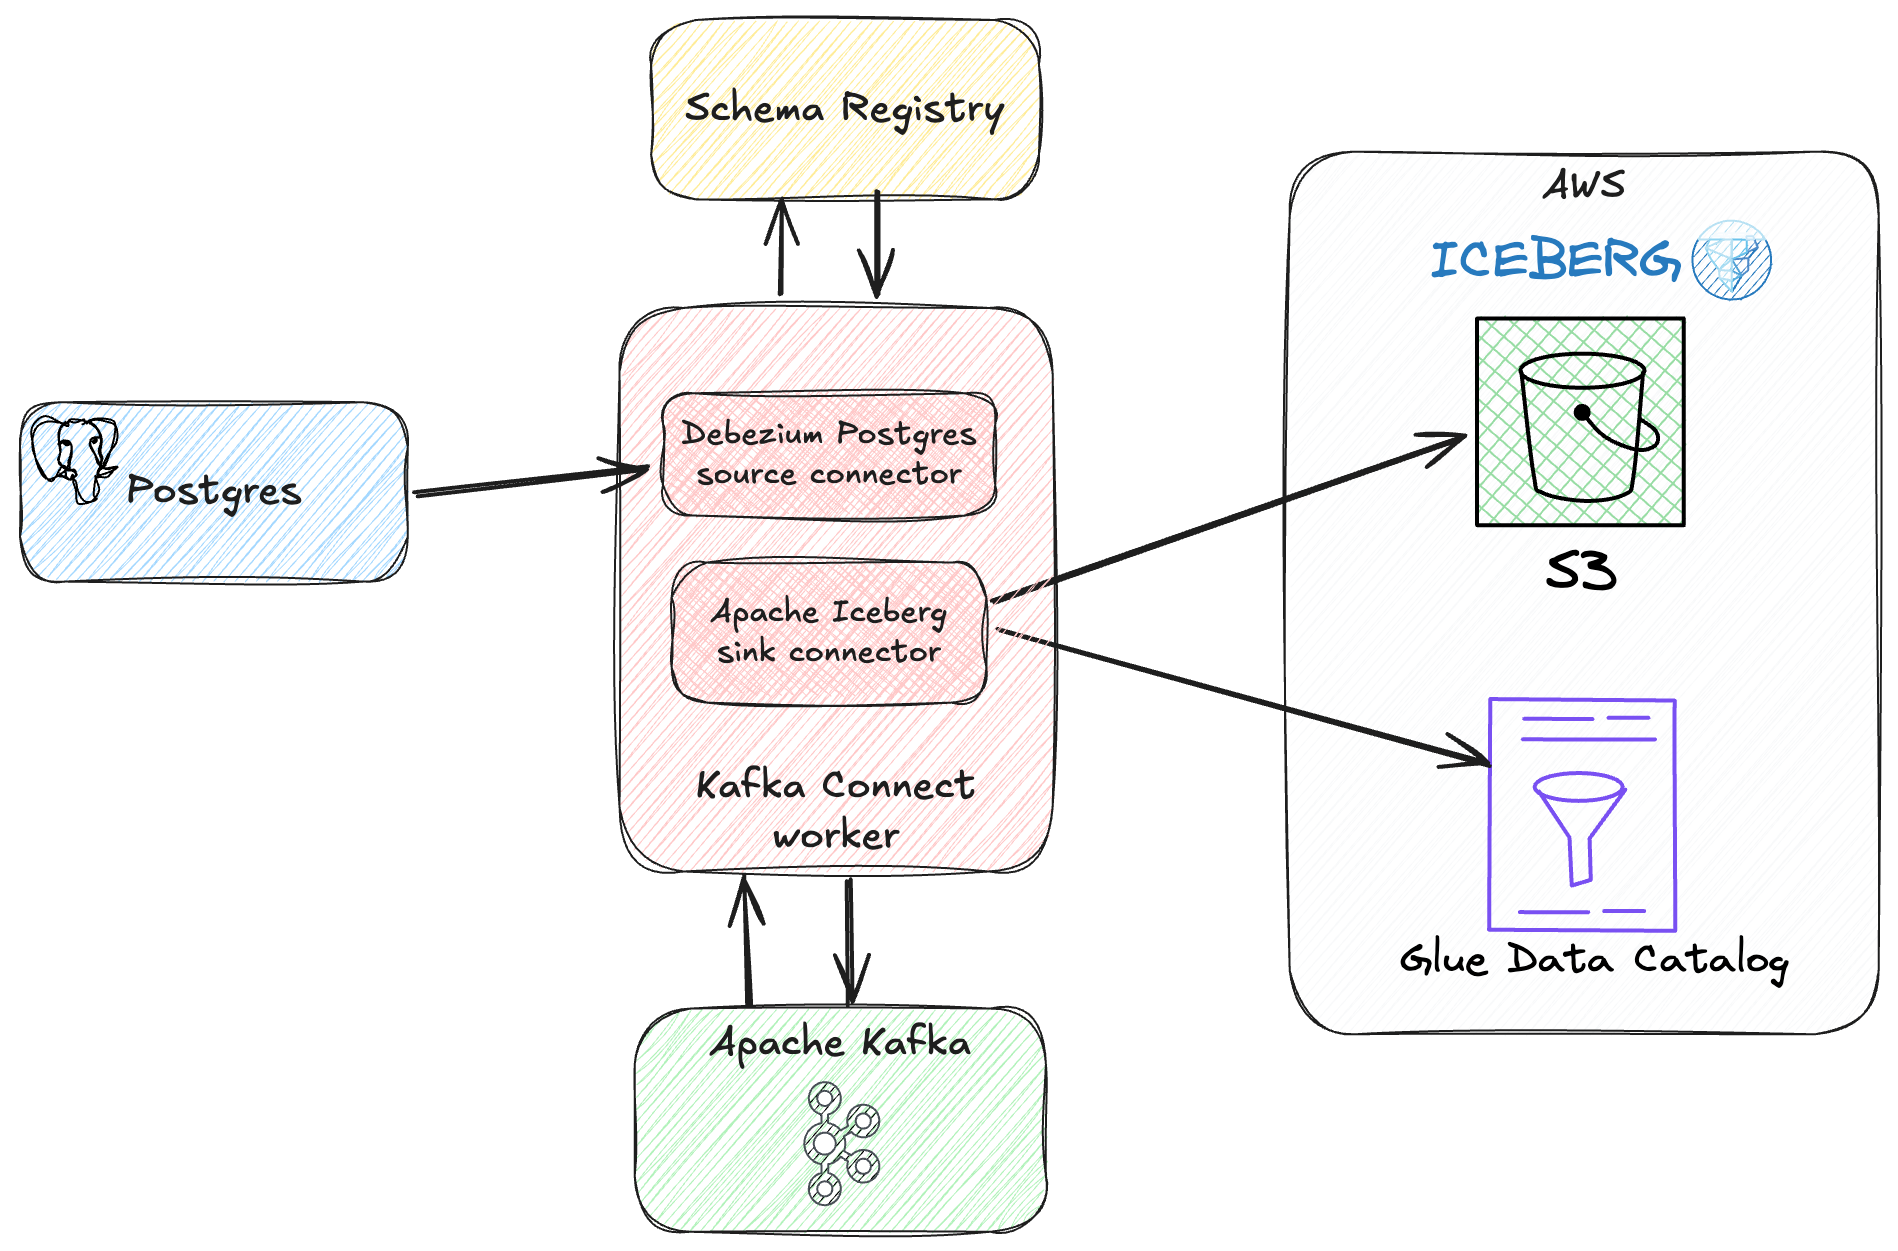 Schema Registry
AWS
ICEBERG
Debezium Postgres
source connector
Postgres
S3
Apache Iceberg
sink connector
Kafka Connect
worker
Glue Data Catalog
Apache Kafka